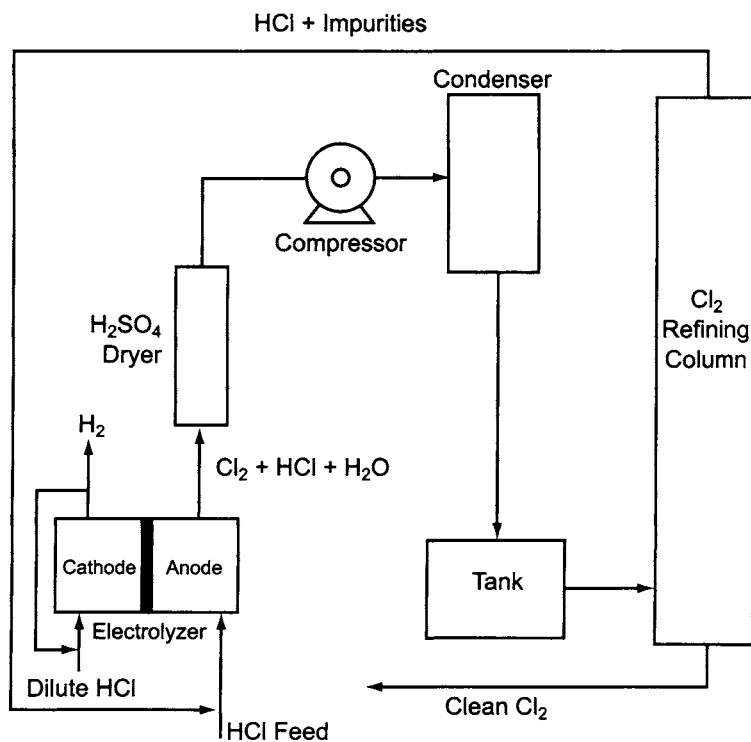 HCl + Impurities
Condenser
Compressor
H₂SO₄
Dryer
Cl₂
Refining
Column
H₂
Cl₂ + HCl + H₂O
Cathode
Anode
Tank
Electrolyzer
Dilute HCl
Clean Cl₂
HCl Feed